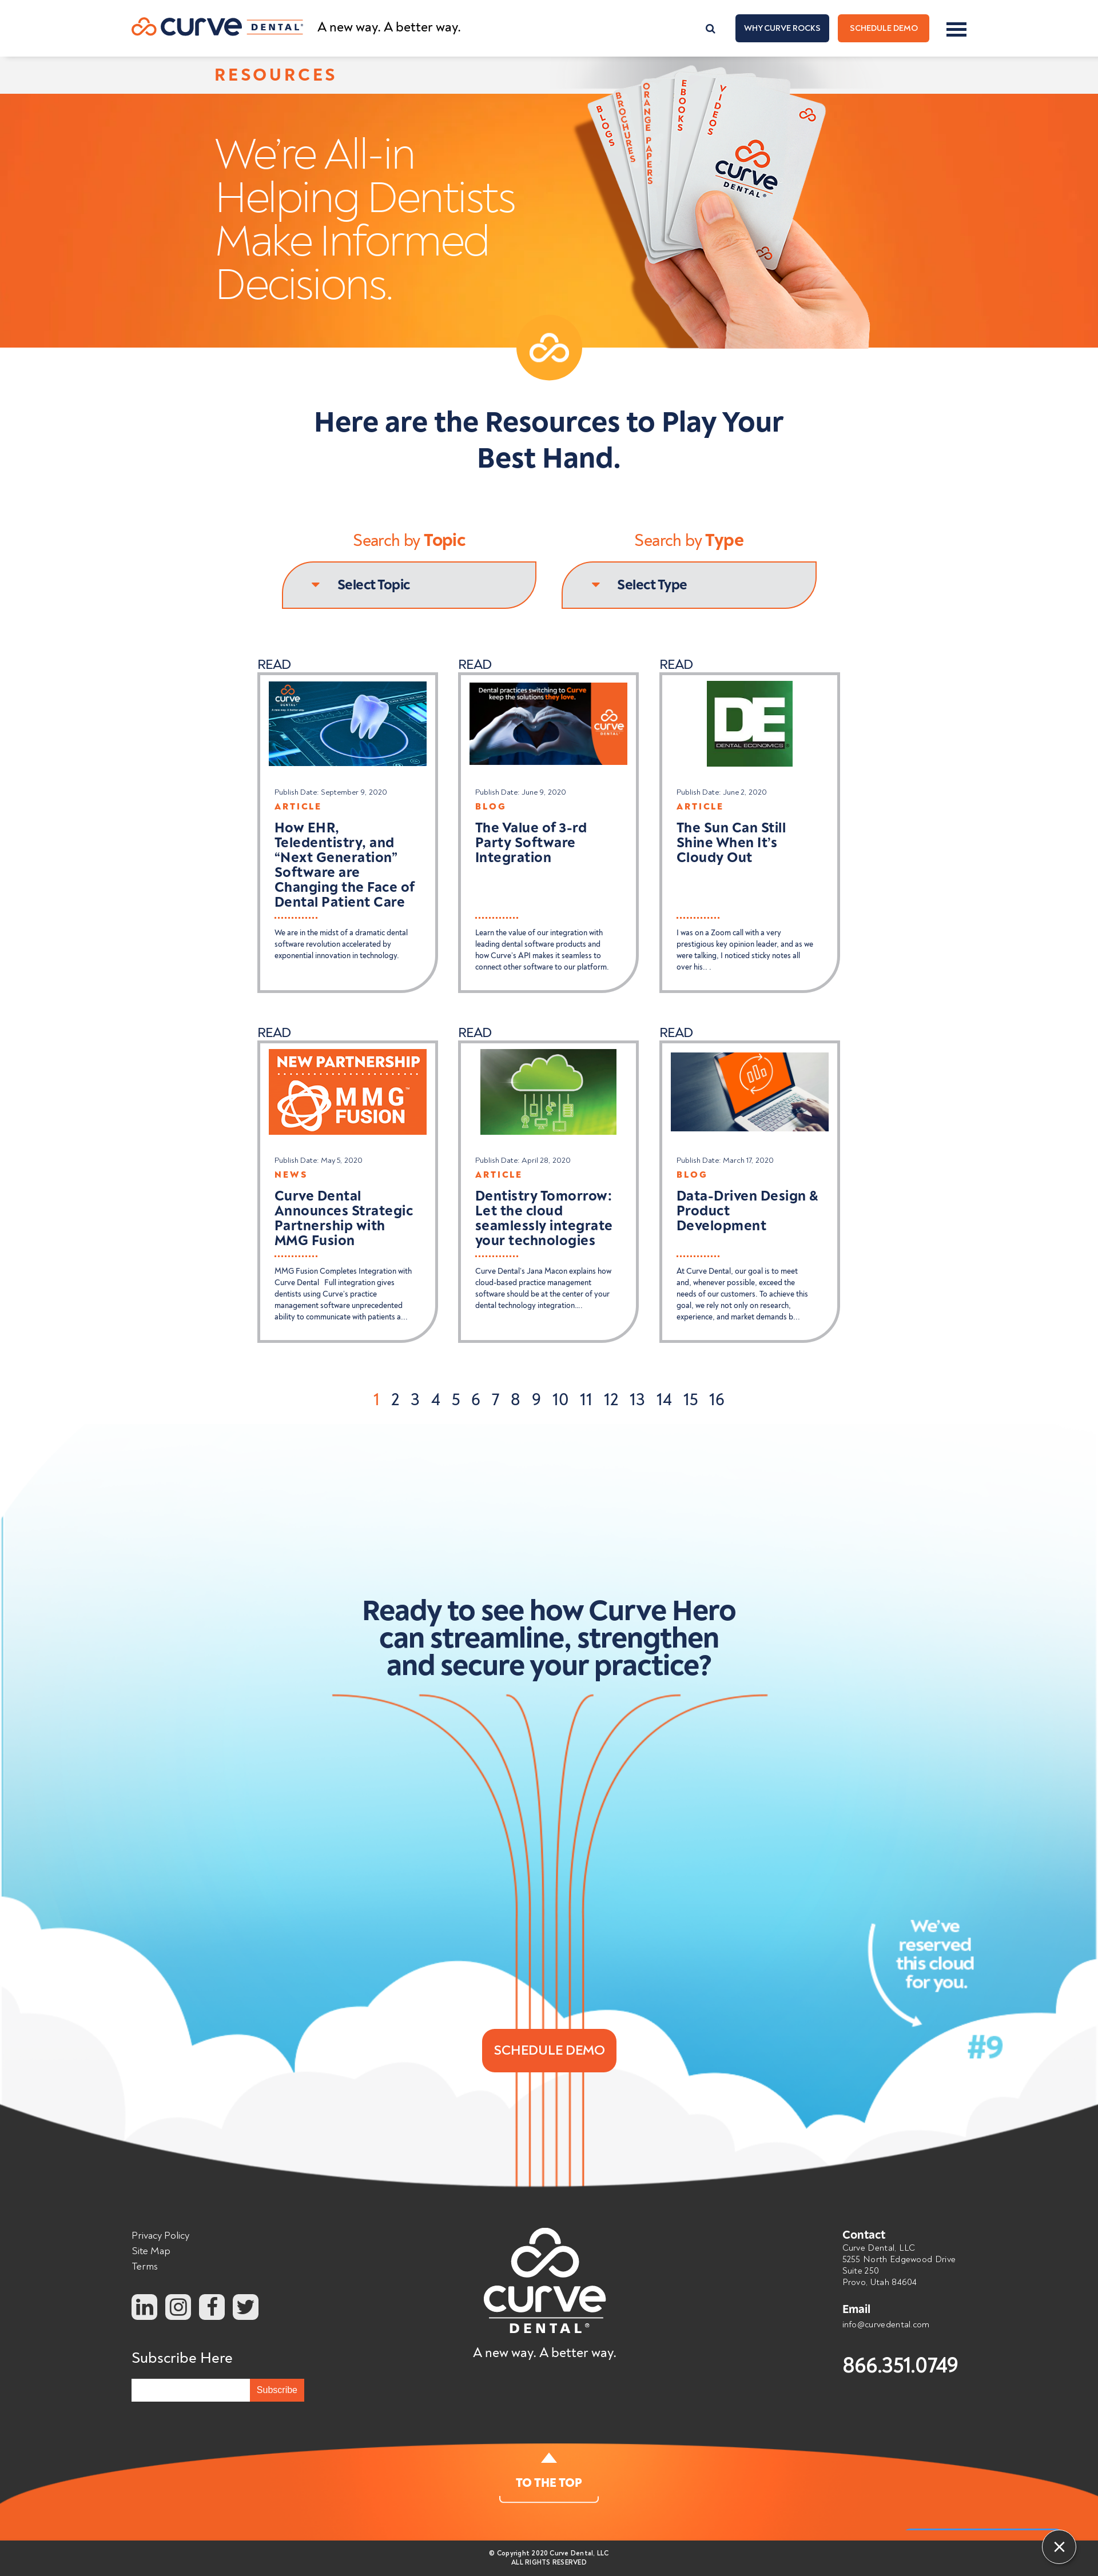 curve DENTAL®
A new way. A better way.
WHY CURVE ROCKS
SCHEDULE DEMO
RESOURCES
BLOGS
BROCHURES
ORANGE PAPERS
EBOOKS
VIDEOS
curve
DENTAL®
We’re All-in
Helping Dentists
Make Informed
Decisions.
Here are the Resources to Play Your
Best Hand.
Search by Topic
Select Topic
Search by Type
Select Type
READ
curve
DENTAL
A new way. A better way.
Publish Date: September 9, 2020
ARTICLE
How EHR,
Teledentistry, and
“Next Generation”
Software are
Changing the Face of
Dental Patient Care
We are in the midst of a dramatic dental
software revolution accelerated by
exponential innovation in technology.
READ
Dental practices switching to Curve
keep the solutions they love.
curve
DENTAL
Publish Date: June 9, 2020
BLOG
The Value of 3-rd
Party Software
Integration
Learn the value of our integration with
leading dental software products and
how Curve’s API makes it seamless to
connect other software to our platform.
READ
DE
DENTAL ECONOMICS®
Publish Date: June 2, 2020
ARTICLE
The Sun Can Still
Shine When It’s
Cloudy Out
I was on a Zoom call with a very
prestigious key opinion leader, and as we
were talking, I noticed sticky notes all
over his. . .
READ
NEW PARTNERSHIP
MMG™
FUSION
Publish Date: May 5, 2020
NEWS
Curve Dental
Announces Strategic
Partnership with
MMG Fusion
MMG Fusion Completes Integration with
Curve Dental   Full integration gives
dentists using Curve’s practice
management software unprecedented
ability to communicate with patients a...
READ
Publish Date: April 28, 2020
ARTICLE
Dentistry Tomorrow:
Let the cloud
seamlessly integrate
your technologies
Curve Dental’s Jana Macon explains how
cloud-based practice management
software should be at the center of your
dental technology integration....
READ
Publish Date: March 17, 2020
BLOG
Data-Driven Design &
Product
Development
At Curve Dental, our goal is to meet
and, whenever possible, exceed the
needs of our customers. To achieve this
goal, we rely not only on research,
experience, and market demands b...
1 2 3 4 5 6 7 8 9 10 11 12 13 14 15 16
Ready to see how Curve Hero
can streamline, strengthen
and secure your practice?
We’ve
reserved
this cloud
for you.
#9
SCHEDULE DEMO
Privacy Policy
Site Map
Terms
Subscribe Here
Subscribe
curve
DENTAL®
A new way. A better way.
Contact
Curve Dental, LLC
5255 North Edgewood Drive
Suite 250
Provo, Utah 84604
Email
info@curvedental.com
866.351.0749
TO THE TOP
© Copyright 2020 Curve Dental, LLC
ALL RIGHTS RESERVED